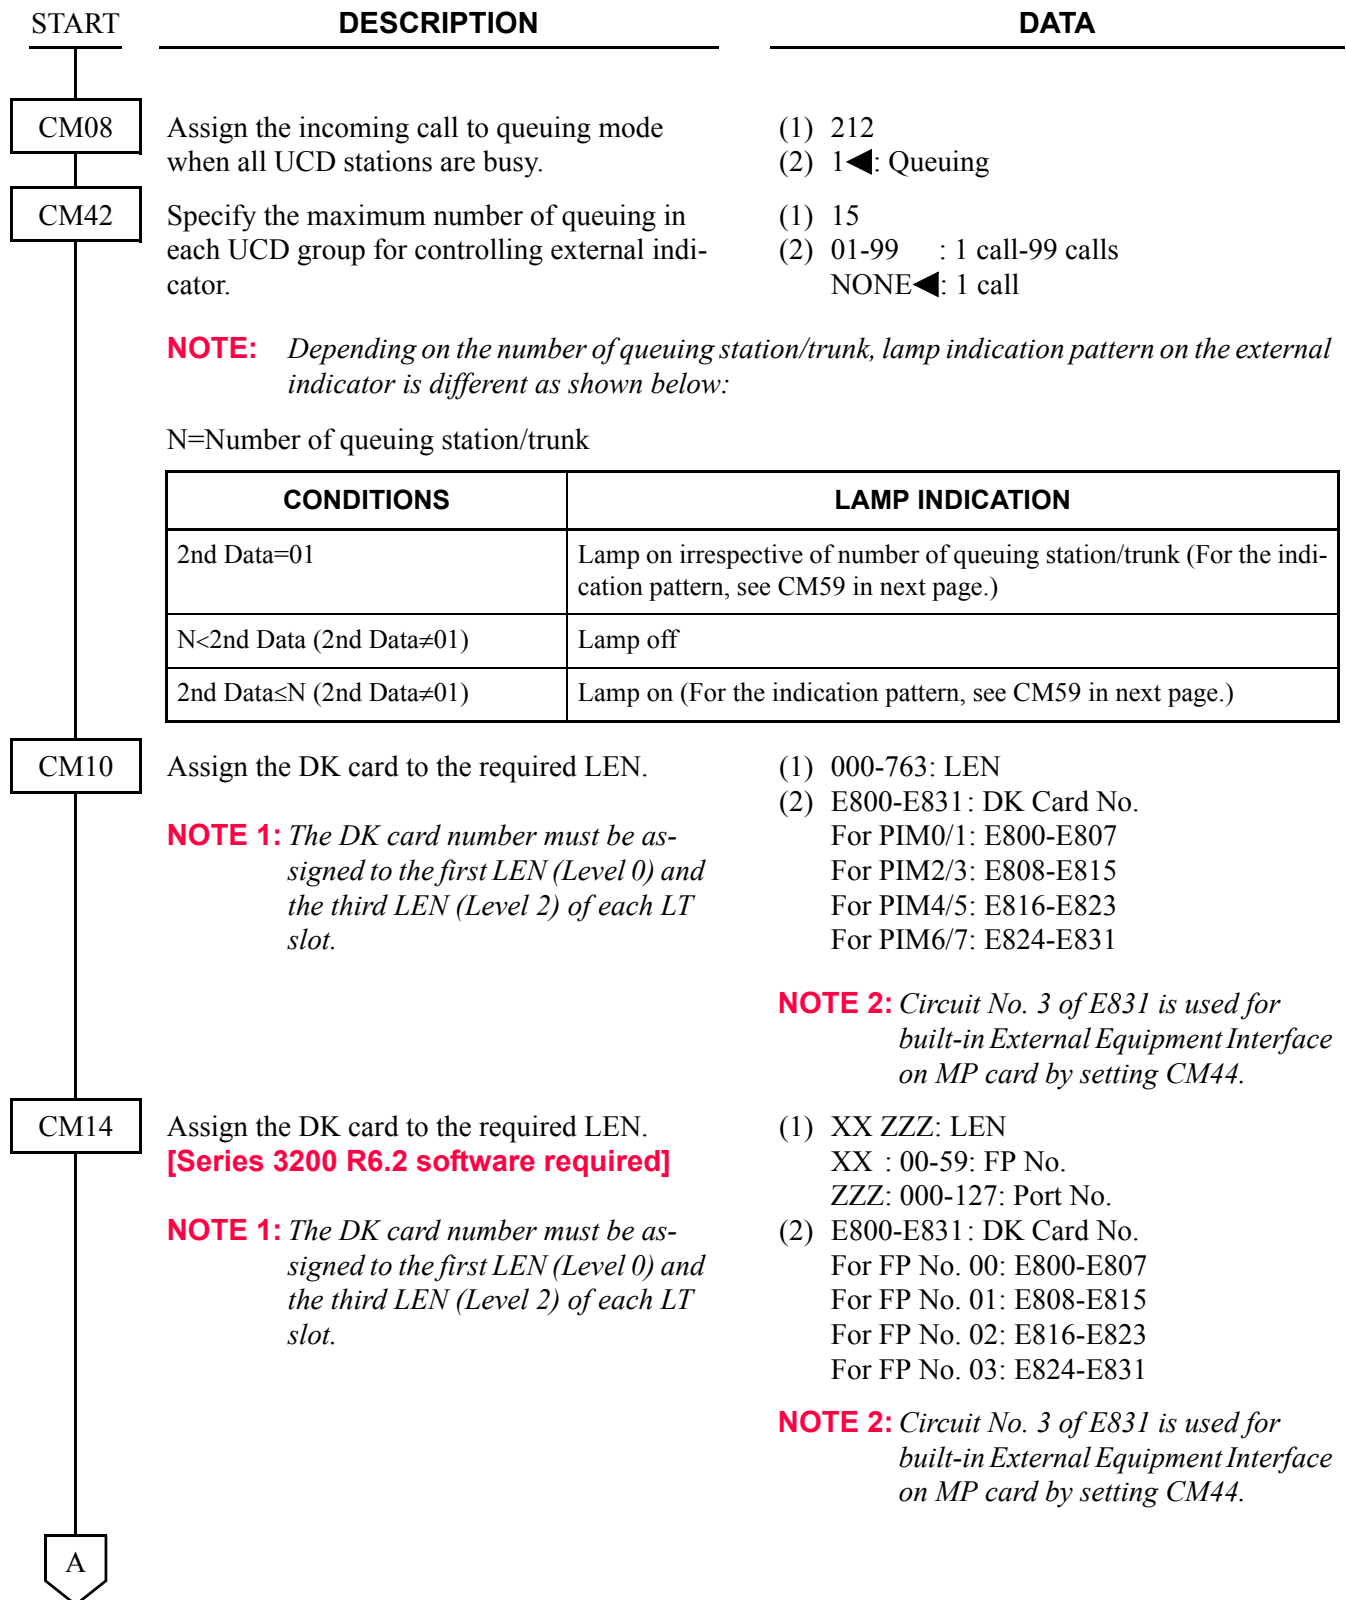 START DESCRIPTION DATA
CM08 Assign the incoming call to queuing mode (1) 212
when all UCD stations are busy. (2) 1◀: Queuing
CM42 Specify the maximum number of queuing in (1) 15
each UCD group for controlling external indi- (2) 01-99 : 1 call-99 calls
cator. NONE◀: 1 call
NOTE: Depending on the number of queuing station/trunk, lamp indication pattern on the external
indicator is different as shown below:
N=Number of queuing station/trunk
CONDITIONS LAMP INDICATION
2nd Data=01 Lamp on irrespective of number of queuing station/trunk (For the indi-
cation pattern, see CM59 in next page.)
N<2nd Data (2nd Data≠01) Lamp off
2nd Data≤N (2nd Data≠01) Lamp on (For the indication pattern, see CM59 in next page.)
CM10 Assign the DK card to the required LEN. (1) 000-763: LEN
(2) E800-E831: DK Card No.
NOTE 1: The DK card number must be as- For PIM0/1: E800-E807
signed to the first LEN (Level 0) and For PIM2/3: E808-E815
the third LEN (Level 2) of each LT For PIM4/5: E816-E823
slot. For PIM6/7: E824-E831
NOTE 2: Circuit No. 3 of E831 is used for
built-in External Equipment Interface
on MP card by setting CM44.
CM14 Assign the DK card to the required LEN. (1) XX ZZZ: LEN
[Series 3200 R6.2 software required] XX : 00-59: FP No.
ZZZ: 000-127: Port No.
NOTE 1: The DK card number must be as- (2) E800-E831: DK Card No.
signed to the first LEN (Level 0) and For FP No. 00: E800-E807
the third LEN (Level 2) of each LT For FP No. 01: E808-E815
slot. For FP No. 02: E816-E823
For FP No. 03: E824-E831
NOTE 2: Circuit No. 3 of E831 is used for
built-in External Equipment Interface
on MP card by setting CM44.
A